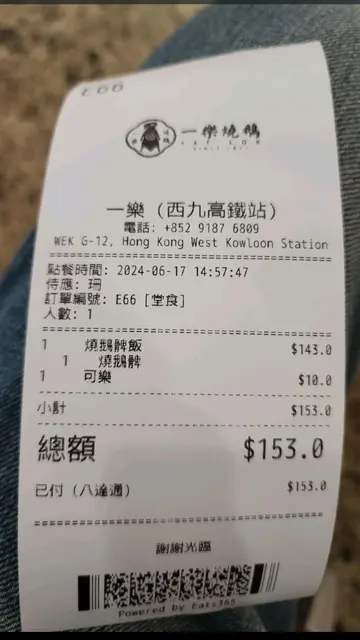 E66
一樂燒鵝
YAT LOK
SINCE 1957
一樂 (西九高鐵站)
電話: +852 9187 6809
WEK G-12, Hong Kong West Kowloon Station
點餐時間: 2024-06-17 14:57:47
侍應: 珊
訂單編號: E66 [堂食]
人數: 1
1 燒鵝髀飯 $143.0
1 燒鵝髀
1 可樂 $10.0
小計 $153.0
總額 $153.0
已付 (八達通) $153.0
謝謝光臨
Powered by Eats365